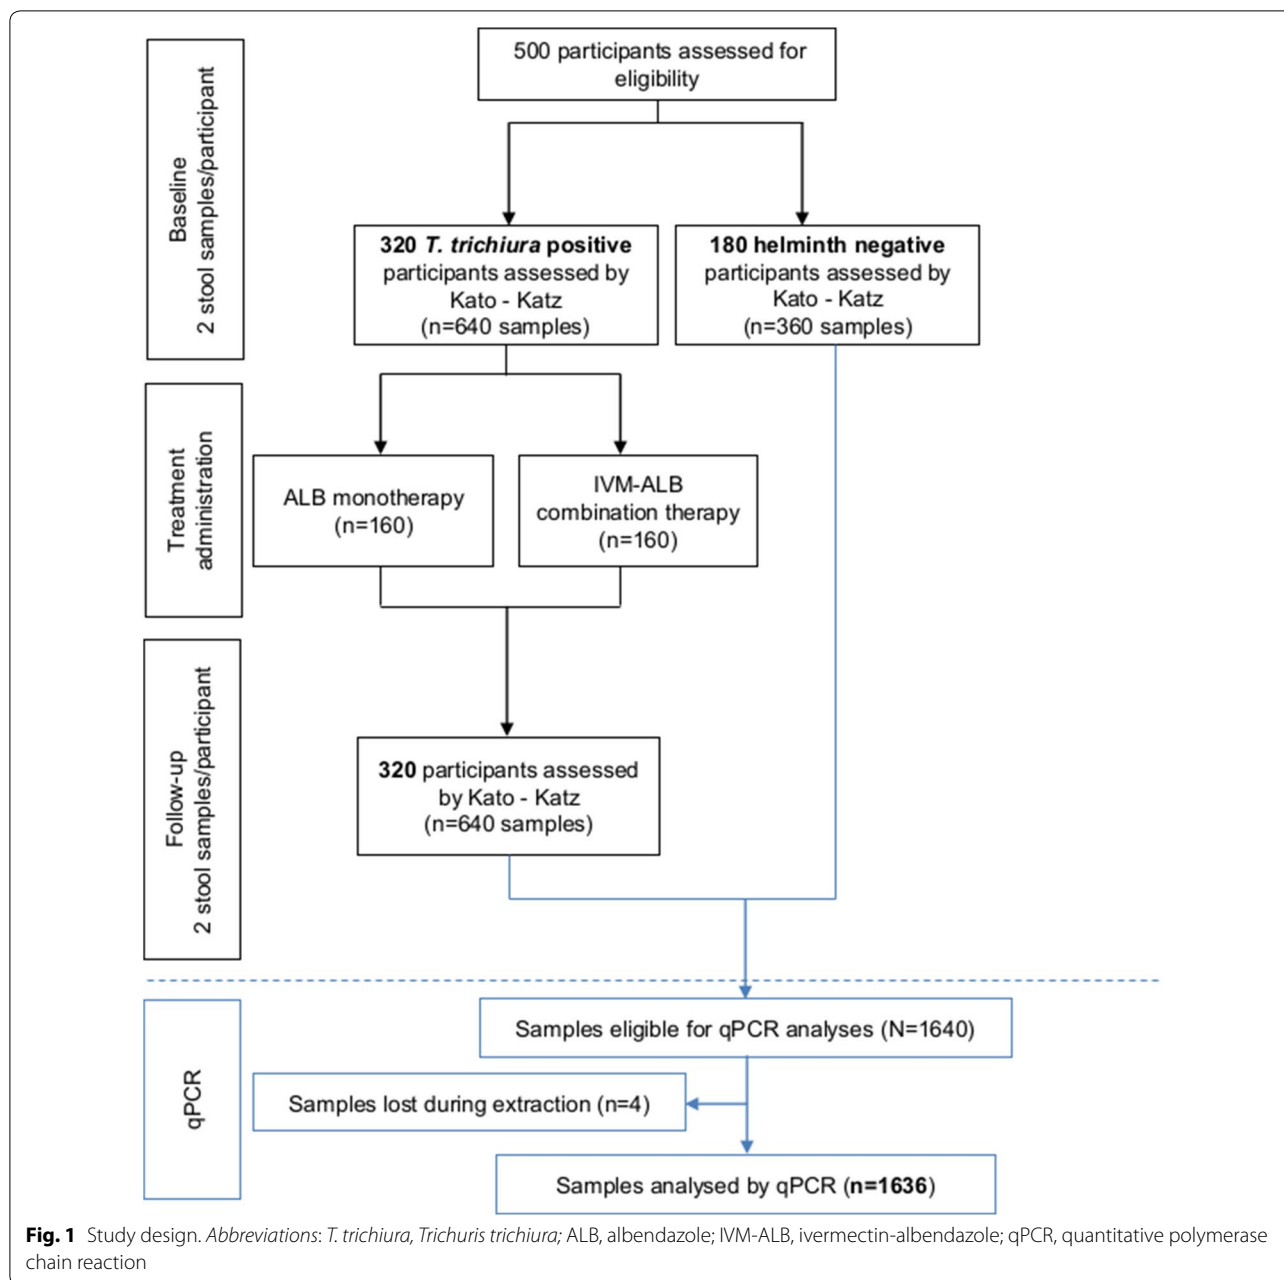 500 participants assessed for
eligibility
Baseline
2 stool samples/participant
320 T. trichiura positive
participants assessed by
Kato - Katz
(n=640 samples)
180 helminth negative
participants assessed by
Kato - Katz
(n=360 samples)
Treatment
administration
ALB monotherapy
(n=160)
IVM-ALB
combination therapy
(n=160)
Follow-up
2 stool samples/participant
320 participants assessed
by Kato - Katz
(n=640 samples)
qPCR
Samples eligible for qPCR analyses (N=1640)
Samples lost during extraction (n=4)
Samples analysed by qPCR (n=1636)
Fig. 1 Study design. Abbreviations: T. trichiura, Trichuris trichiura; ALB, albendazole; IVM-ALB, ivermectin-albendazole; qPCR, quantitative polymerase
chain reaction